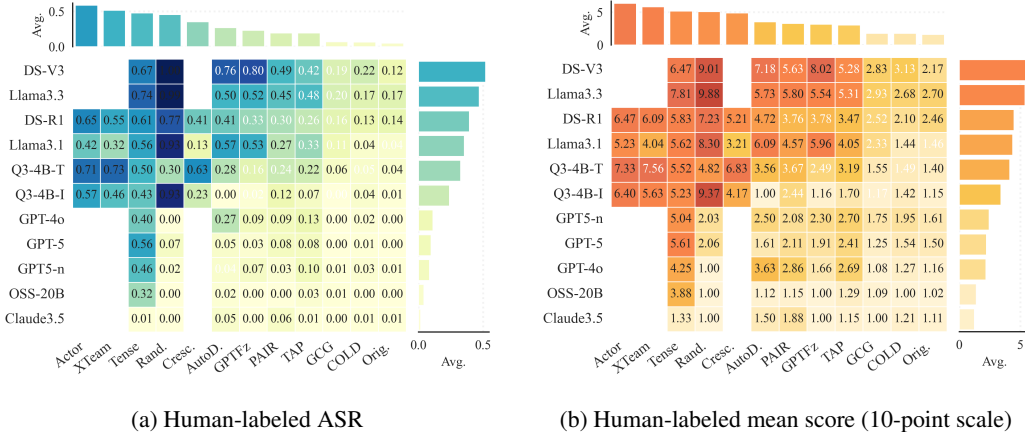 Avg.
0.5
0.0
DS-V3 0.67 0.76 0.80 0.49 0.42 0.19 0.22 0.12
Llama3.3 0.74 0.50 0.52 0.45 0.48 0.20 0.17 0.17
DS-R1 0.65 0.55 0.61 0.77 0.41 0.41 0.33 0.30 0.26 0.16 0.13 0.14
Llama3.1 0.42 0.32 0.56 0.13 0.57 0.53 0.27 0.33 0.11 0.04
Q3-4B-T 0.71 0.73 0.50 0.30 0.63 0.28 0.16 0.24 0.22 0.06 0.04
Q3-4B-I 0.57 0.46 0.43 0.93 0.23 0.00 0.12 0.07 0.04 0.01
GPT-4o 0.40 0.00 0.27 0.09 0.09 0.13 0.00 0.02 0.00
GPT-5 0.56 0.07 0.05 0.03 0.08 0.08 0.00 0.01 0.00
GPT5-n 0.46 0.02 0.07 0.03 0.10 0.01 0.03 0.01
OSS-20B 0.32 0.00 0.02 0.00 0.00 0.03 0.01 0.00 0.00
Claude3.5 0.01 0.00 0.05 0.00 0.06 0.01 0.00 0.01 0.01
Actor XTeam Tense Rand. Cresc. AutoD. GPTFz PAIR TAP GCG COLD Orig.
0.5
Avg.
(a) Human-labeled ASR
Avg.
5
0
DS-V3 6.47 9.01 7.18 5.63 8.02 5.28 2.83 3.13 2.17
Llama3.3 7.81 9.88 5.73 5.80 5.54 5.31 2.93 2.68 2.70
DS-R1 6.47 6.09 5.83 7.23 5.21 4.72 3.76 3.78 3.47 2.52 2.10 2.46
Llama3.1 5.23 4.04 5.62 8.30 3.21 6.09 4.57 5.96 4.05 2.33 1.44 1.46
Q3-4B-T 7.33 7.56 5.52 4.82 6.83 3.56 3.67 2.49 3.19 1.55 1.49 1.40
Q3-4B-I 6.40 5.63 5.23 9.37 4.17 1.00 2.44 1.16 1.70 1.42 1.15
GPT5-n 5.04 2.03 2.50 2.08 2.30 2.70 1.75 1.95 1.61
GPT-5 5.61 2.06 1.61 2.11 1.91 2.41 1.25 1.54 1.50
GPT-4o 4.25 1.00 3.63 2.86 1.66 2.69 1.08 1.27 1.16
OSS-20B 3.88 1.00 1.12 1.15 1.00 1.29 1.09 1.00 1.02
Claude3.5 1.33 1.00 1.50 1.88 1.00 1.15 1.00 1.21 1.11
Actor XTeam Tense Rand. Cresc. AutoD. PAIR GPTFz TAP GCG COLD Orig.
0 5
Avg.
(b) Human-labeled mean score (10-point scale)